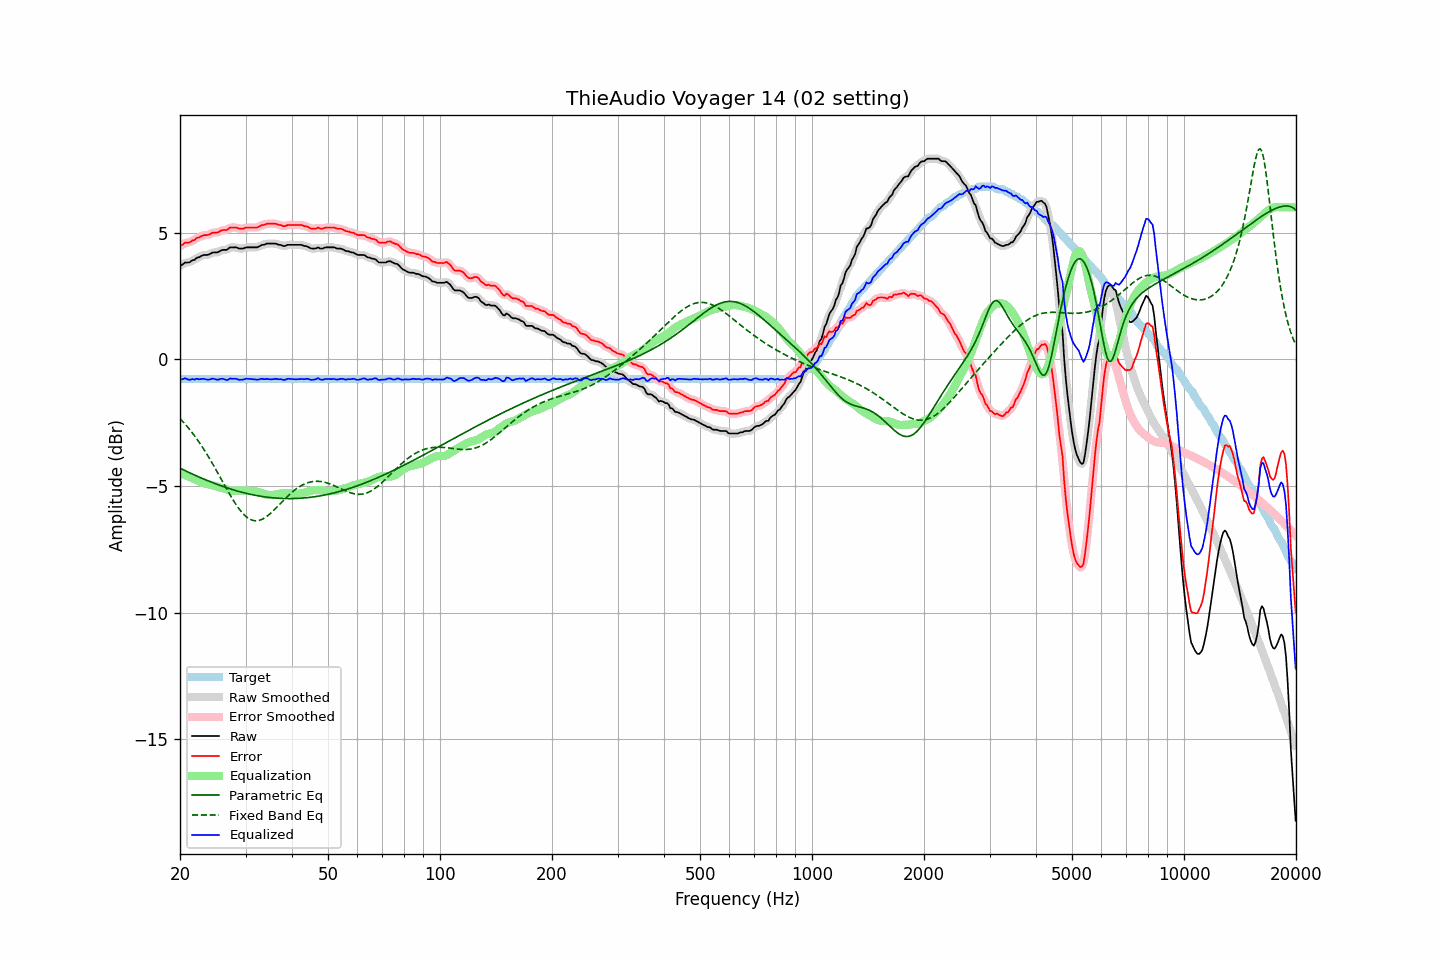 ThieAudio Voyager 14 (02 setting)
Amplitude (dBr)
5
0
−5
−10
−15
Target
Raw Smoothed
Error Smoothed
Raw
Error
Equalization
Parametric Eq
Fixed Band Eq
Equalized
20 50 100 200 500 1000 2000 5000 10000 20000
Frequency (Hz)